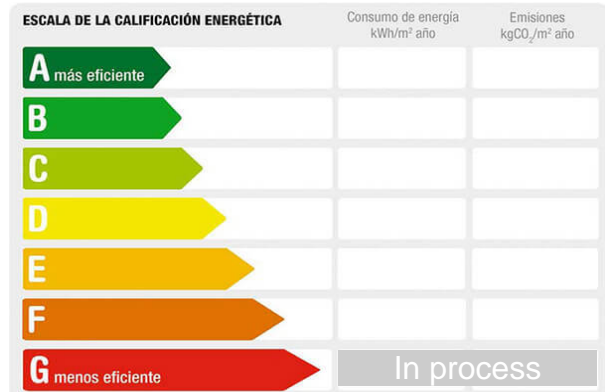 ESCALA DE LA CALIFICACIÓN ENERGÉTICA
Consumo de energía
kWh/m² año
Emisiones
kgCO₂/m² año
A más eficiente
B
C
D
E
F
G menos eficiente
In process